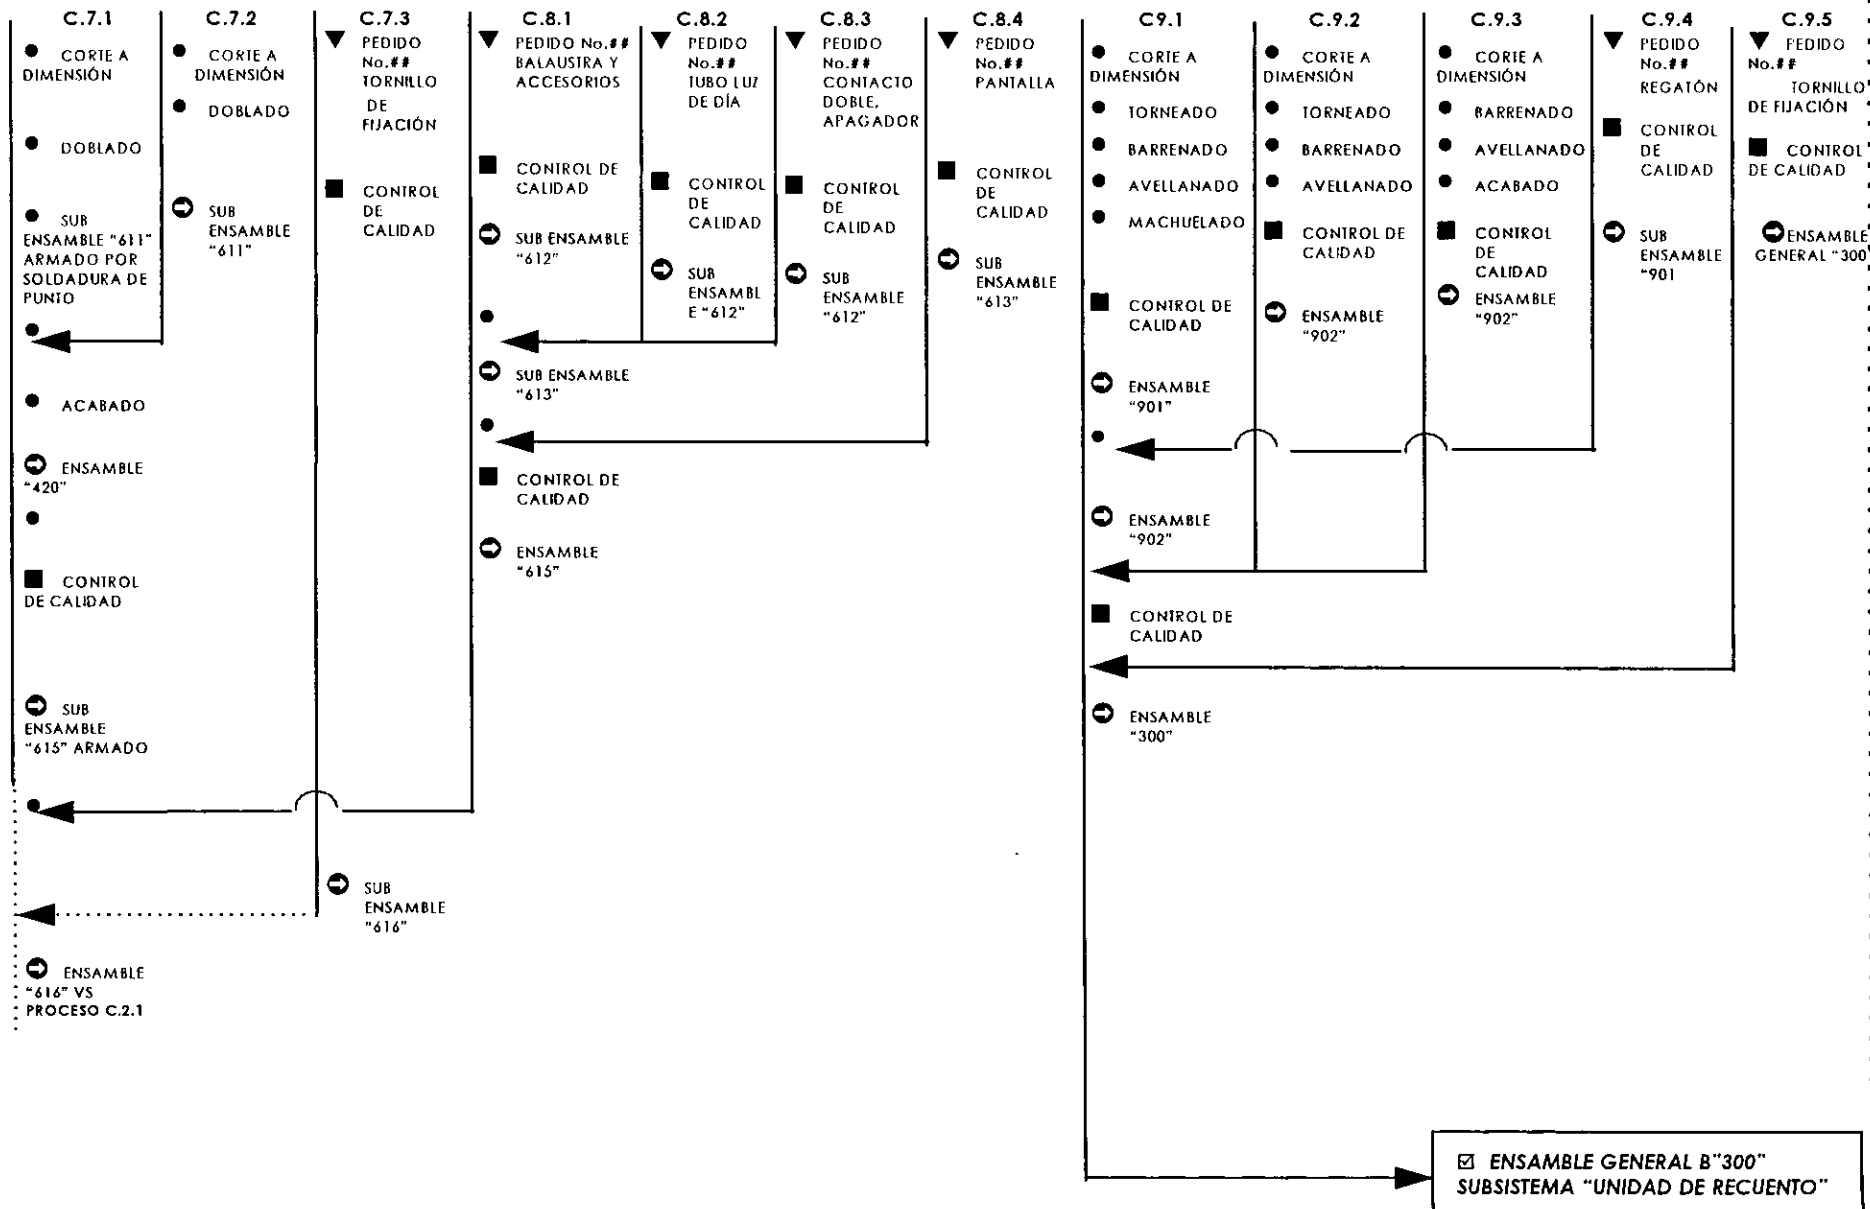 C.7.1
CORTE A
DIMENSIÓN
DOBLADO
SUB
ENSAMBLE "611"
ARMADO POR
SOLDADURA DE
PUNTO
ACABADO
ENSAMBLE
"420"
CONTROL
DE CALIDAD
SUB
ENSAMBLE
"615" ARMADO
ENSAMBLE
"616" VS
PROCESO C.2.1
C.7.2
CORTE A
DIMENSIÓN
DOBLADO
SUB
ENSAMBLE
"611"
C.7.3
PEDIDO
No.##
TORNILLO
DE
FIJACIÓN
CONTROL
DE
CALIDAD
SUB
ENSAMBLE
"616"
C.8.1
PEDIDO No.##
BALAUSTRA Y
ACCESORIOS
CONTROL DE
CALIDAD
SUB ENSAMBLE
"612"
SUB ENSAMBLE
"613"
CONTROL DE
CALIDAD
ENSAMBLE
"615"
C.8.2
PEDIDO
No.##
TUBO LUZ
DE DÍA
CONTROL
DE
CALIDAD
SUB
ENSAMBL
E "612"
C.8.3
PEDIDO
No.##
CONTACTO
DOBLE,
APAGADOR
CONTROL
DE
CALIDAD
SUB
ENSAMBLE
"612"
C.8.4
PEDIDO
No.##
PANTALLA
CONTROL
DE
CALIDAD
SUB
ENSAMBLE
"613"
C9.1
CORTE A
DIMENSIÓN
TORNEADO
BARRENADO
AVELLANADO
MACHUELADO
CONTROL DE
CALIDAD
ENSAMBLE
"901"
ENSAMBLE
"902"
CONTROL DE
CALIDAD
ENSAMBLE
"300"
C.9.2
CORTE A
DIMENSIÓN
TORNEADO
BARRENADO
AVELLANADO
CONTROL DE
CALIDAD
ENSAMBLE
"902"
C.9.3
CORTE A
DIMENSIÓN
BARRENADO
AVELLANADO
ACABADO
CONTROL
DE
CALIDAD
ENSAMBLE
"902"
C.9.4
PEDIDO
No.##
REGATÓN
CONTROL
DE
CALIDAD
SUB
ENSAMBLE
"901
C.9.5
PEDIDO
No.##
TORNILLO
DE FIJACIÓN
CONTROL
DE CALIDAD
ENSAMBLE
GENERAL "300
ENSAMBLE GENERAL B"300"
SUBSISTEMA "UNIDAD DE RECUENTO"